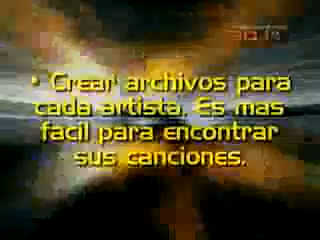 • Crear archivos para
cada artista. Es mas
facil para encontrar
sus canciones.